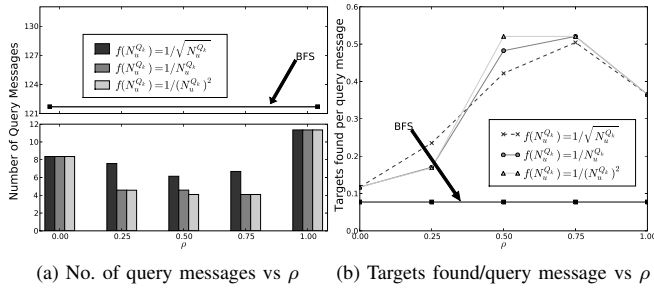 132
130
127
124
121
f(N_u^{Q_k})=1/√N_u^{Q_k}
f(N_u^{Q_k})=1/N_u^{Q_k}
f(N_u^{Q_k})=1/(N_u^{Q_k})^2
BFS
Number of Query Messages
12
10
8
6
4
2
0
0.00
0.25
0.50
0.75
1.00
ρ
(a) No. of query messages vs ρ
Targets found per query message
0.6
0.5
0.4
0.3
0.2
0.1
0.0
BFS
f(N_u^{Q_k})=1/√N_u^{Q_k}
f(N_u^{Q_k})=1/N_u^{Q_k}
f(N_u^{Q_k})=1/(N_u^{Q_k})^2
0.00
0.25
0.50
0.75
1.00
ρ
(b) Targets found/query message vs ρ